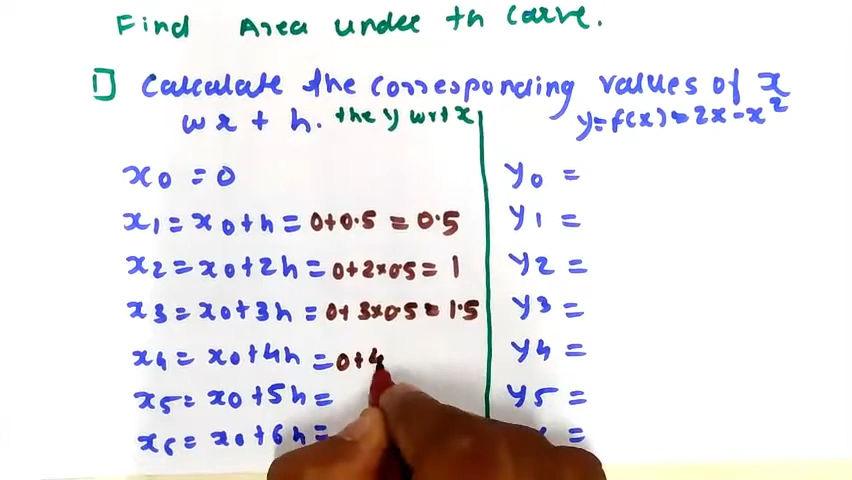 Find Area under th carve.
1] Calculate the corresponding values of x
w r t h. the y wrt x y=f(x)=2x-x²
x0 = 0 y0 =
x1 = x0+h = 0+0.5 = 0.5 y1 =
x2 = x0+2h = 0+2×0.5 = 1 y2 =
x3 = x0+3h = 0+3×0.5 = 1.5 y3 =
x4 = x0+4h = 0+4 y4 =
x5 = x0+5h = y5 =
x6 = x0+6h = =